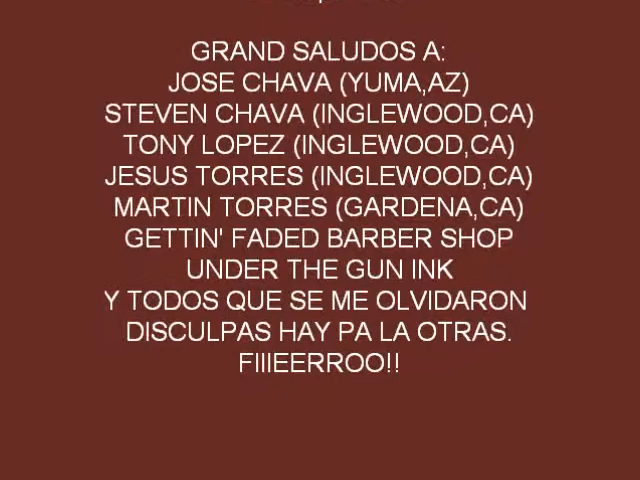 GRAND SALUDOS A:
JOSE CHAVA (YUMA,AZ)
STEVEN CHAVA (INGLEWOOD,CA)
TONY LOPEZ (INGLEWOOD,CA)
JESUS TORRES (INGLEWOOD,CA)
MARTIN TORRES (GARDENA,CA)
GETTIN' FADED BARBER SHOP
UNDER THE GUN INK
Y TODOS QUE SE ME OLVIDARON
DISCULPAS HAY PA LA OTRAS.
FIIIEERROO!!